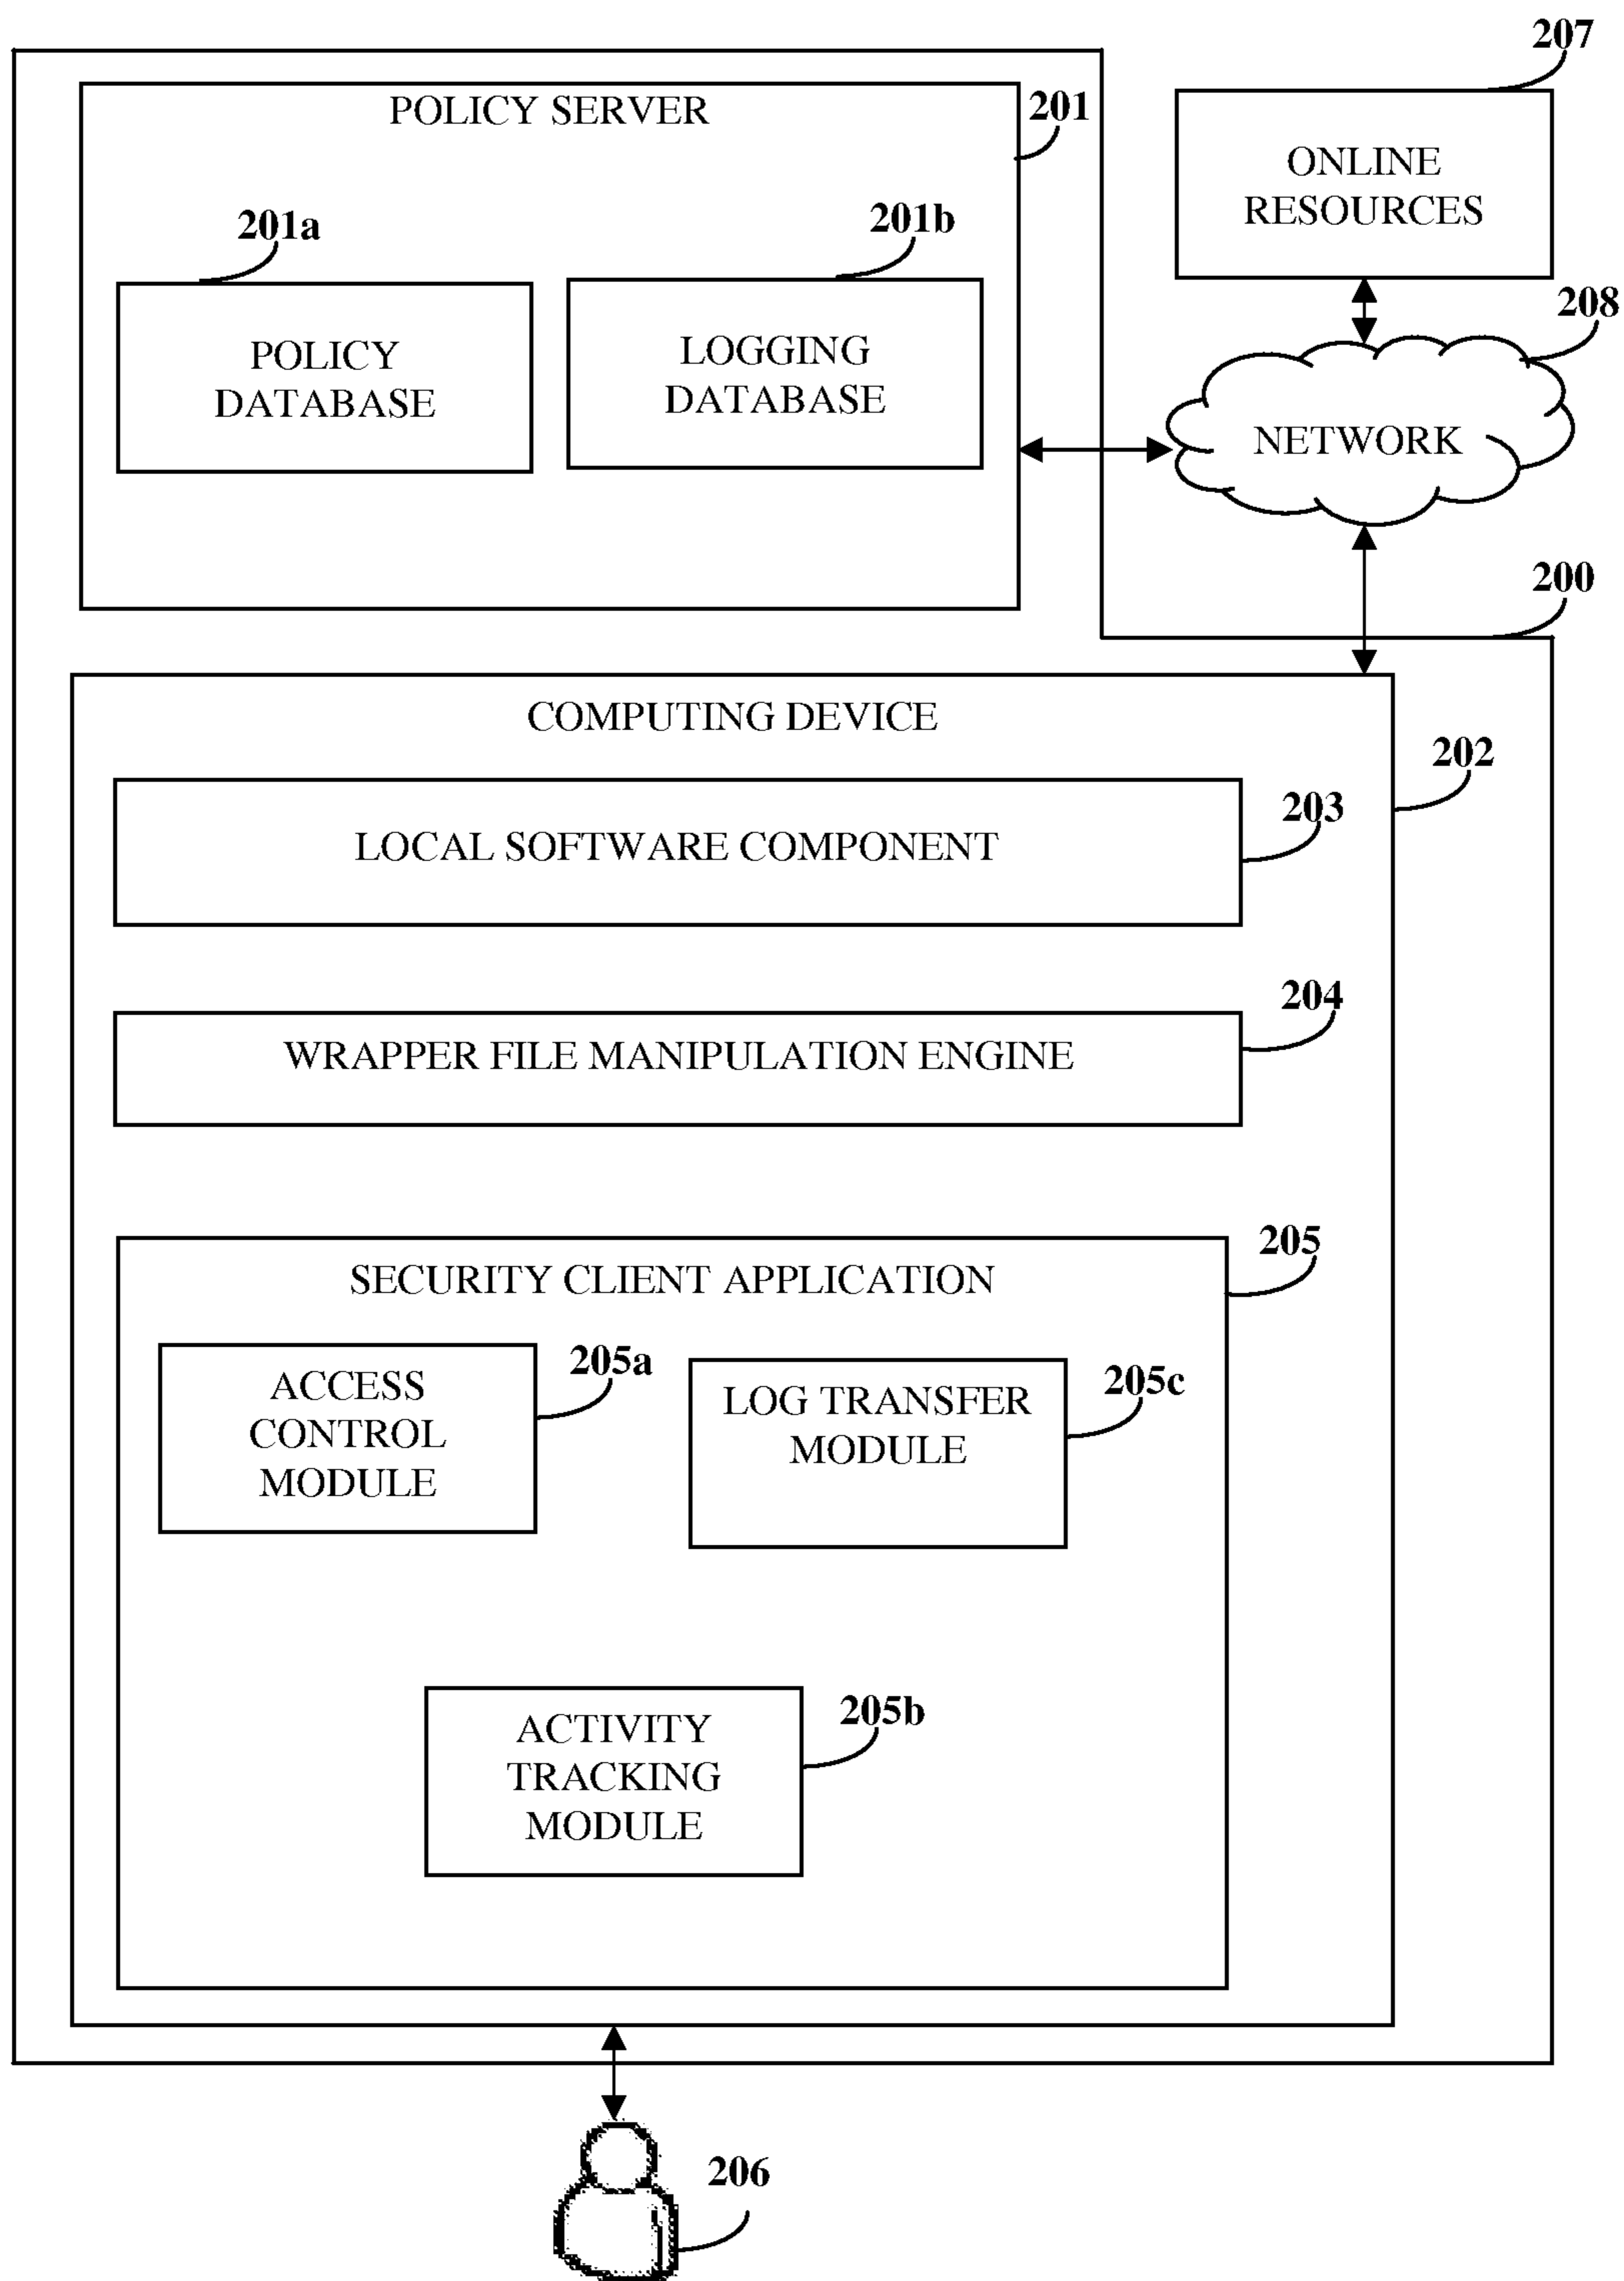 207
POLICY SERVER
201
ONLINE
RESOURCES
201a
201b
208
POLICY
DATABASE
LOGGING
DATABASE
NETWORK
200
COMPUTING DEVICE
202
203
LOCAL SOFTWARE COMPONENT
204
WRAPPER FILE MANIPULATION ENGINE
205
SECURITY CLIENT APPLICATION
ACCESS
CONTROL
MODULE
205a
LOG TRANSFER
MODULE
205c
ACTIVITY
TRACKING
MODULE
205b
206